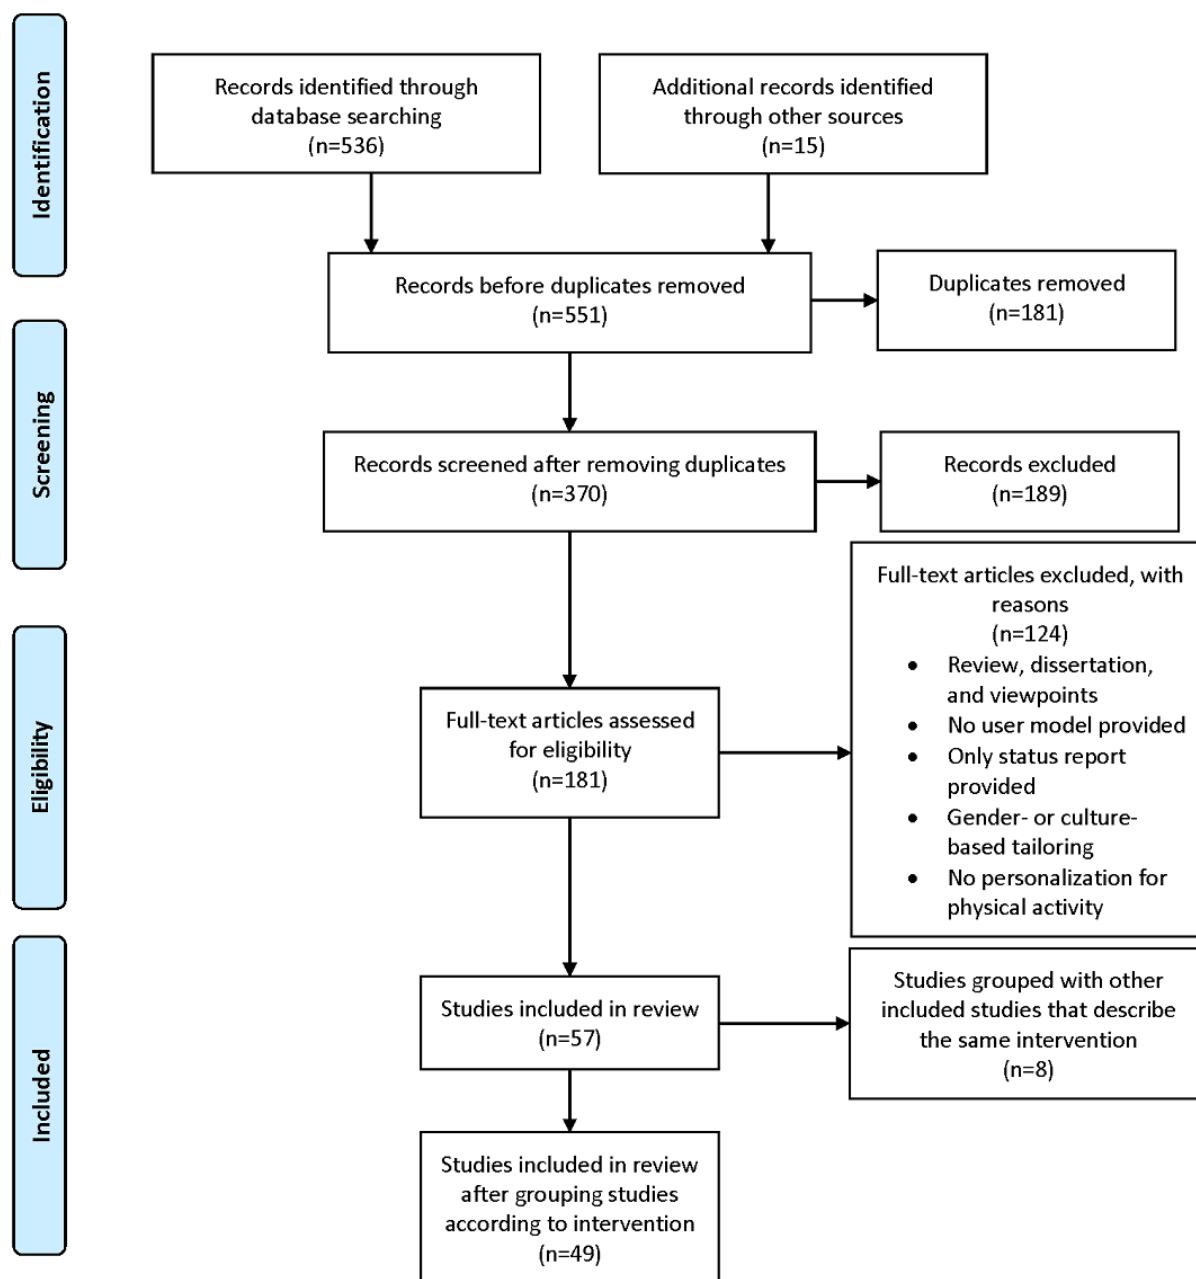 Identification
Records identified through
database searching
(n=536)
Additional records identified
through other sources
(n=15)
Records before duplicates removed
(n=551)
Duplicates removed
(n=181)
Screening
Records screened after removing duplicates
(n=370)
Records excluded
(n=189)
Eligibility
Full-text articles assessed
for eligibility
(n=181)
Full-text articles excluded, with
reasons
(n=124)
• Review, dissertation,
and viewpoints
• No user model provided
• Only status report
provided
• Gender- or culture-
based tailoring
• No personalization for
physical activity
Included
Studies included in review
(n=57)
Studies grouped with other
included studies that describe
the same intervention
(n=8)
Studies included in review
after grouping studies
according to intervention
(n=49)